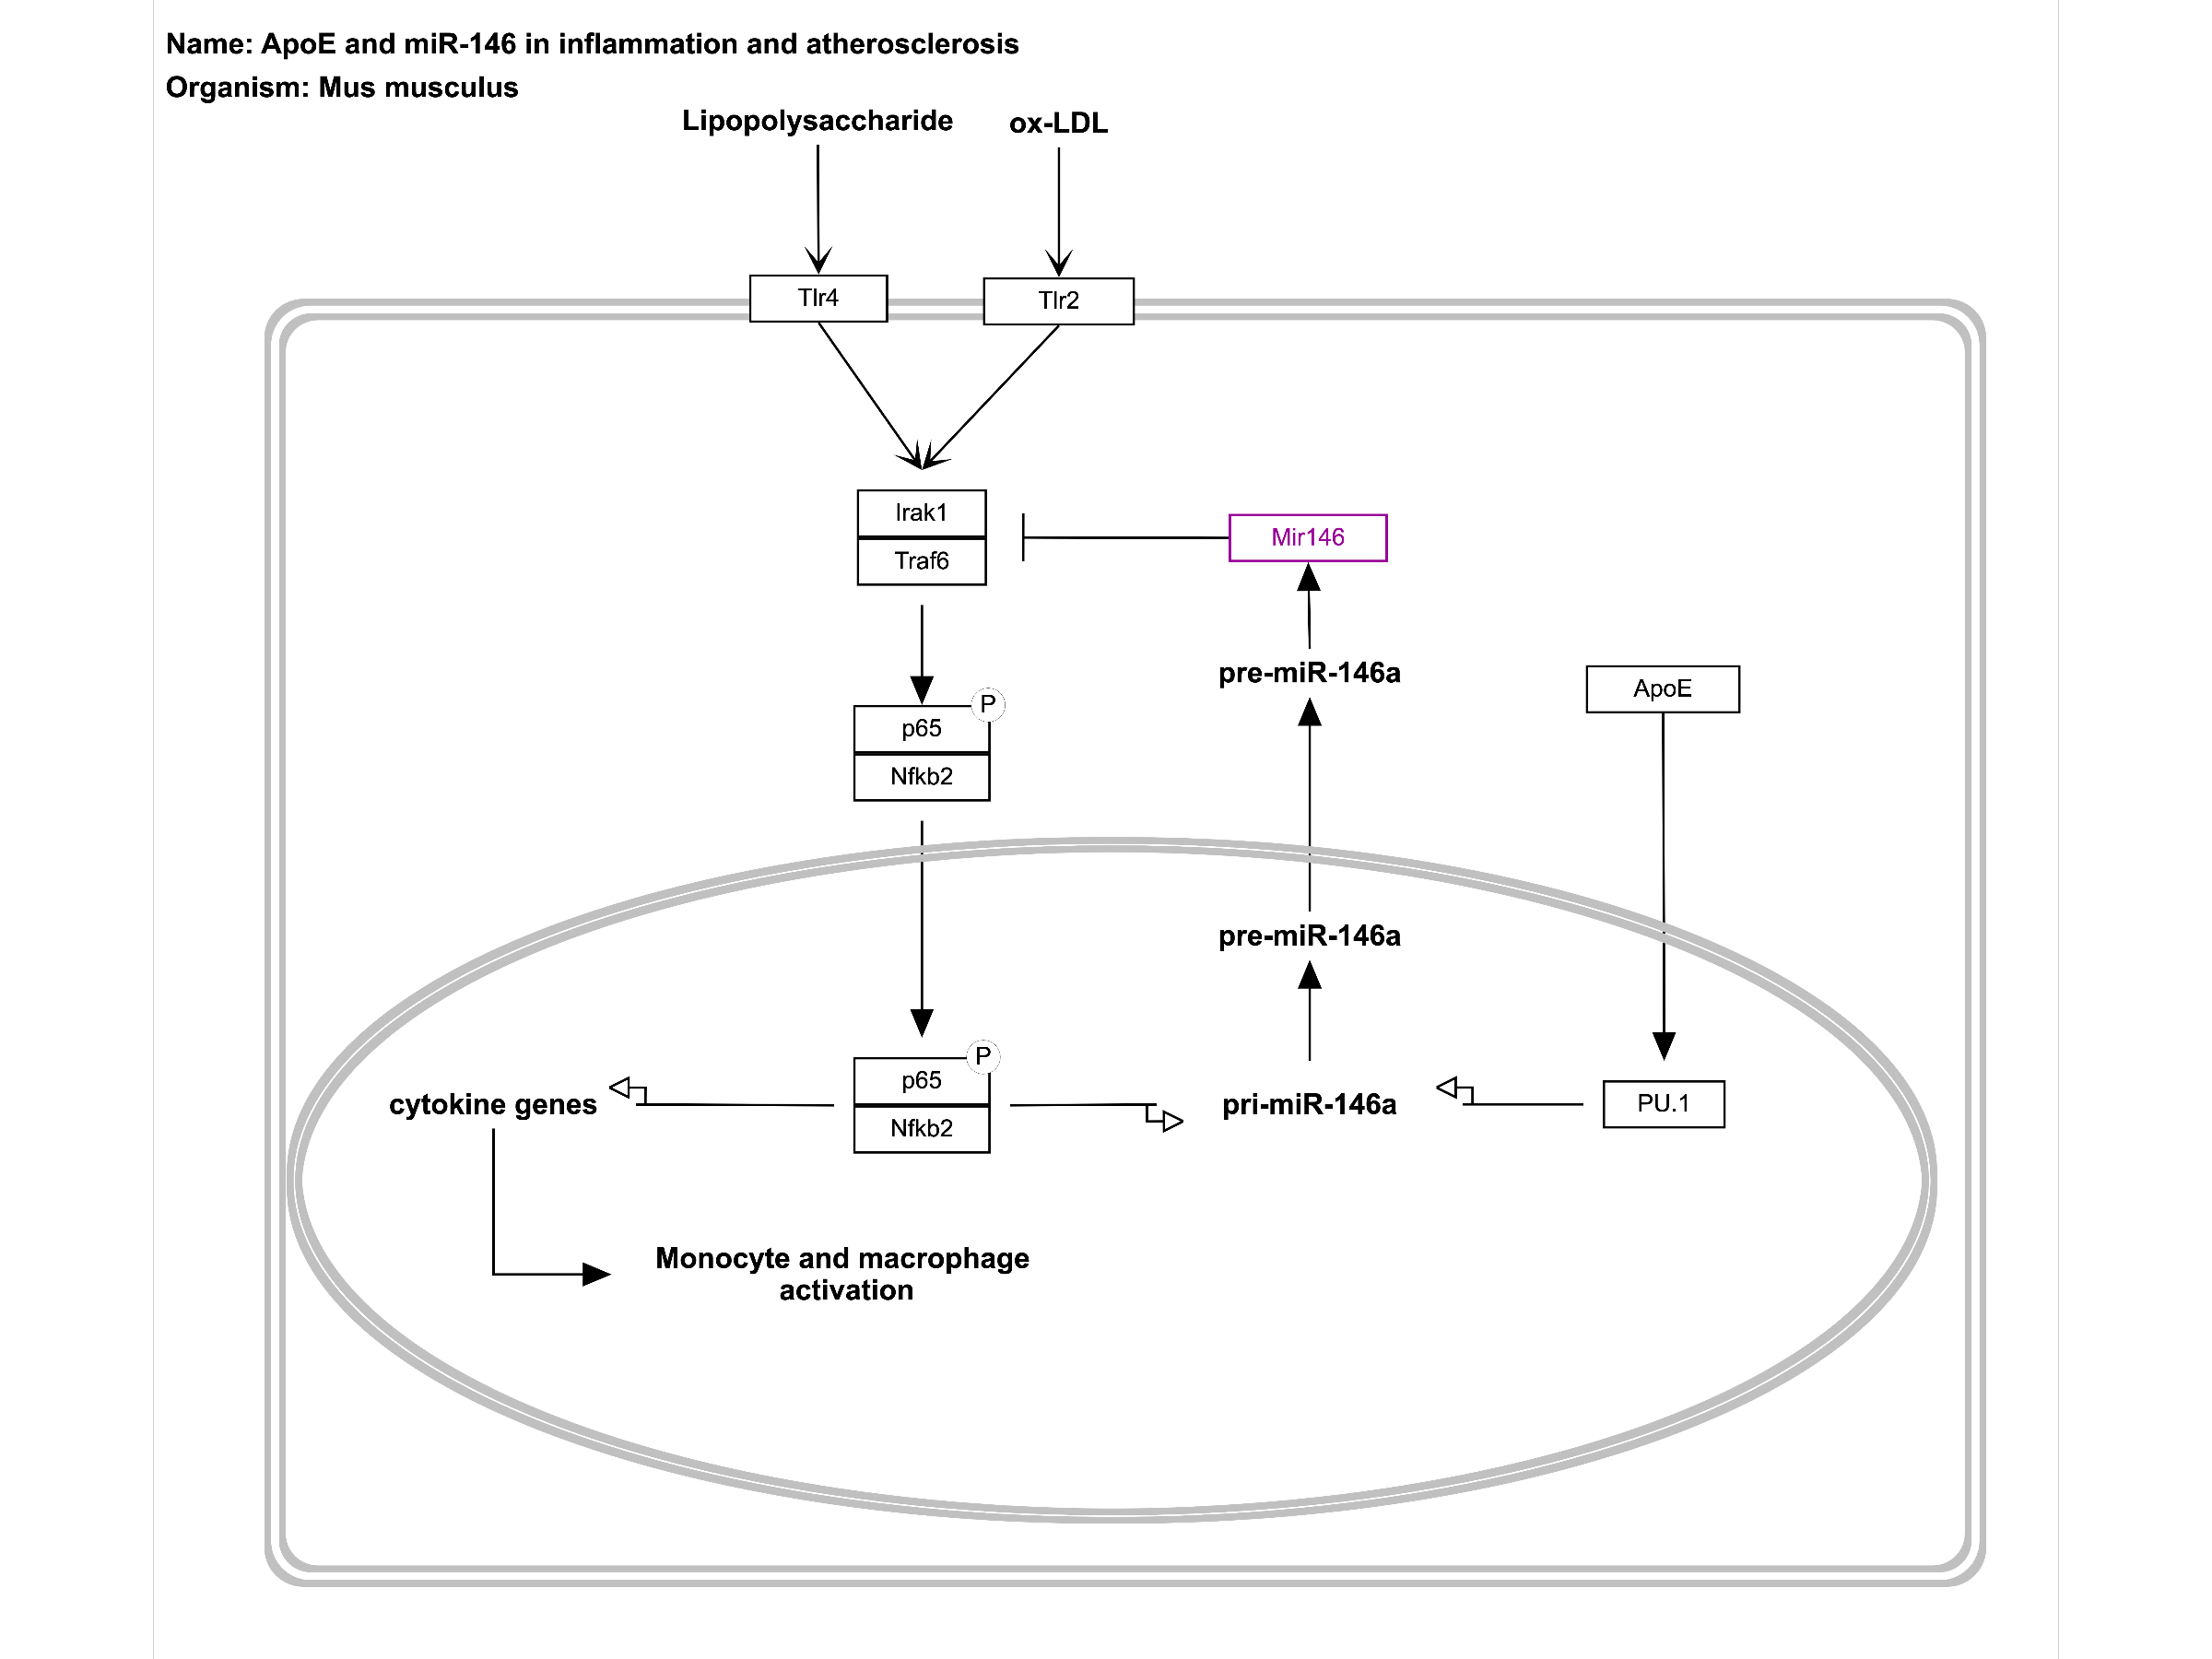 Name: ApoE and miR-146 in inflammation and atherosclerosis
Organism: Mus musculus
Lipopolysaccharide
ox-LDL
Tlr4
Tlr2
Irak1
Traf6
Mir146
pre-miR-146a
ApoE
P
p65
Nfkb2
pre-miR-146a
P
p65
Nfkb2
cytokine genes
pri-miR-146a
PU.1
Monocyte and macrophage
activation